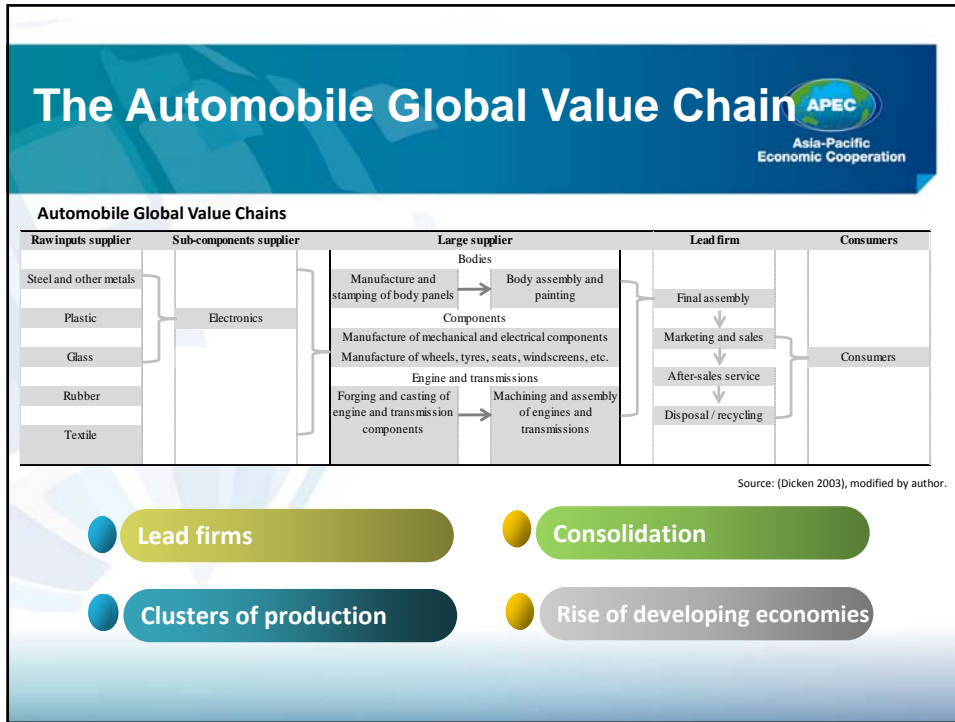 The Automobile Global Value Chain
APEC
Asia-Pacific
Economic Cooperation
Automobile Global Value Chains
Raw inputs supplier
Sub-components supplier
Large supplier
Lead firm
Consumers
Steel and other metals
Plastic
Glass
Rubber
Textile
Electronics
Bodies
Manufacture and
stamping of body panels
Body assembly and
painting
Components
Manufacture of mechanical and electrical components
Manufacture of wheels, tyres, seats, windscreens, etc.
Engine and transmissions
Forging and casting of
engine and transmission
components
Machining and assembly
of engines and
transmissions
Final assembly
Marketing and sales
After-sales service
Disposal / recycling
Consumers
Source: (Dicken 2003), modified by author.
Lead firms
Consolidation
Clusters of production
Rise of developing economies